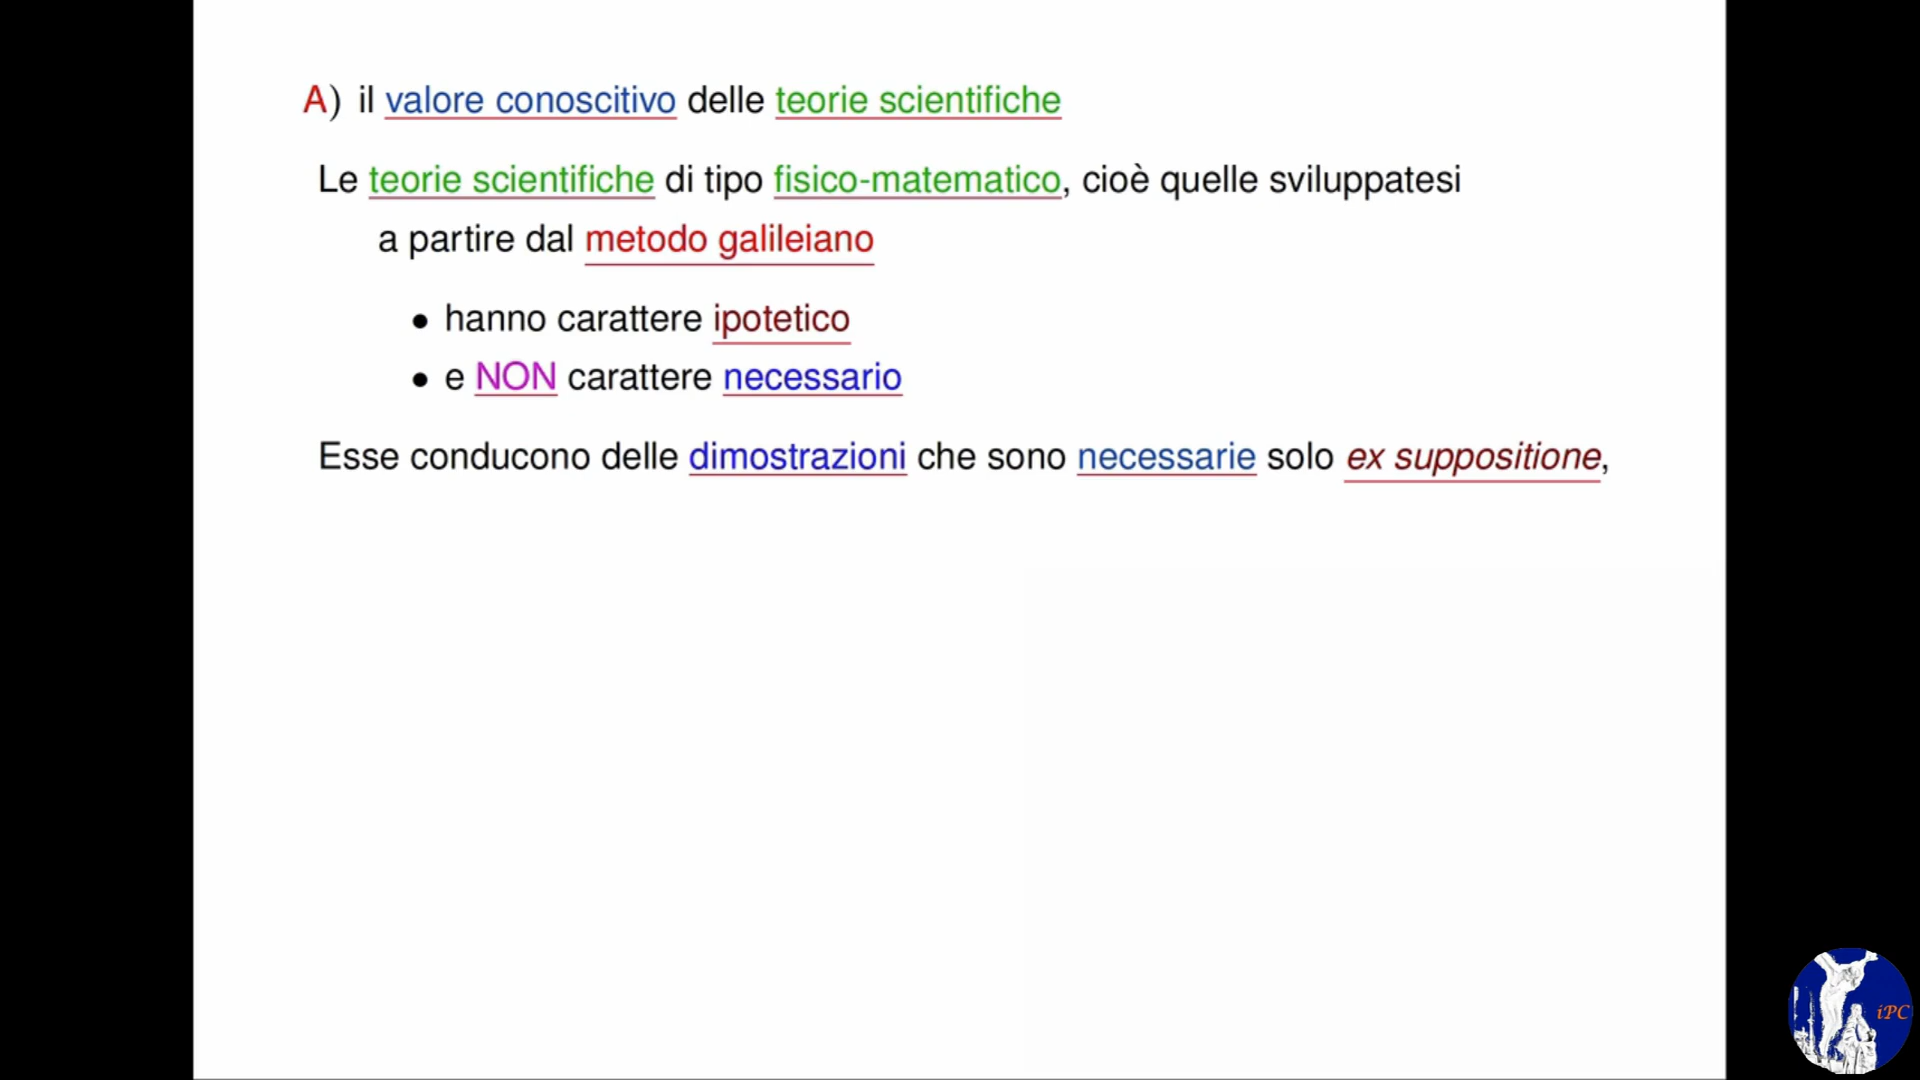 A) il valore conoscitivo delle teorie scientifiche
Le teorie scientifiche di tipo fisico-matematico, cioè quelle sviluppatesi
a partire dal metodo galileiano
• hanno carattere ipotetico
• e NON carattere necessario
Esse conducono delle dimostrazioni che sono necessarie solo ex suppositione,
iPC